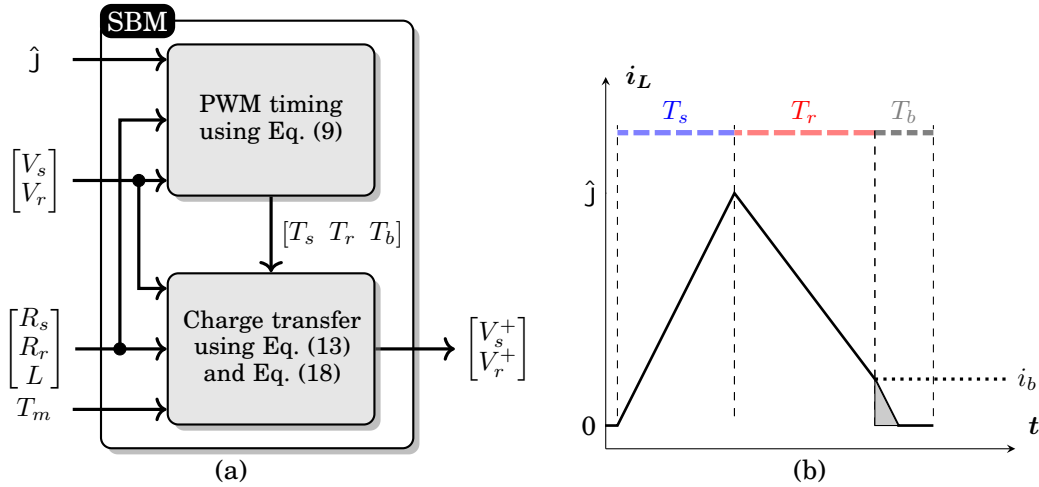 SBM
ĵ
PWM timing
using Eq. (9)
[V_s
V_r]
[T_s T_r T_b]
[R_s
R_r
L]
T_m
Charge transfer
using Eq. (13)
and Eq. (18)
[V_s^+
V_r^+]
(a)
i_L
T_s T_r T_b
ĵ
i_b
0
t
(b)